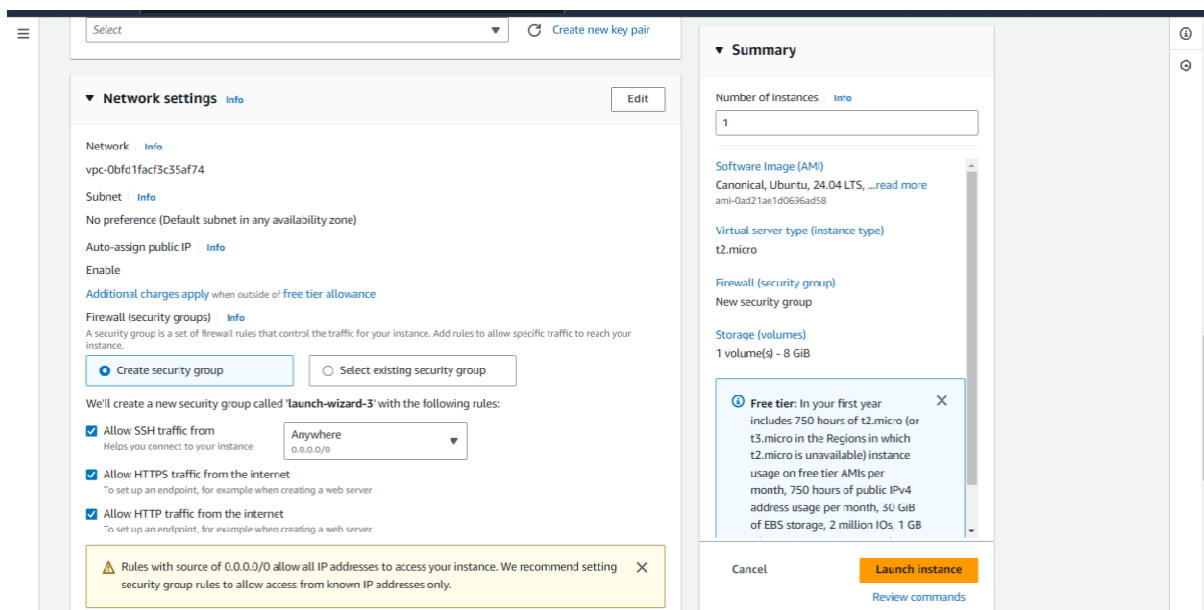 Select
Create new key pair
Network settings Info
Edit
Network Info
vpc-0bfd1facf3c35af74
Subnet Info
No preference (Default subnet in any availability zone)
Auto-assign public IP Info
Enable
Additional charges apply when outside of free tier allowance
Firewall (security groups) Info
A security group is a set of firewall rules that control the traffic for your instance. Add rules to allow specific traffic to reach your
instance.
Create security group
Select existing security group
We'll create a new security group called 'launch-wizard-3' with the following rules:
Allow SSH traffic from
Helps you connect to your instance
Anywhere
0.0.0.0/0
Allow HTTPS traffic from the internet
To set up an endpoint, for example when creating a web server
Allow HTTP traffic from the internet
To set up an endpoint, for example when creating a web server
Rules with source of 0.0.0.0/0 allow all IP addresses to access your instance. We recommend setting
security group rules to allow access from known IP addresses only.
Summary
Number of instances Info
1
Software Image (AMI)
Canonical, Ubuntu, 24.04 LTS, ...read more
ami-0ad21ae1d0696ad58
Virtual server type (instance type)
t2.micro
Firewall (security group)
New security group
Storage (volumes)
1 volume(s) - 8 GiB
Free tier: In your first year
includes 750 hours of t2.micro (or
t3.micro in the Regions in which
t2.micro is unavailable) instance
usage on free tier AMIs per
month, 750 hours of public IPv4
address usage per month, 30 GiB
of EBS storage, 2 million IOs, 1 GB
Cancel
Launch instance
Review commands